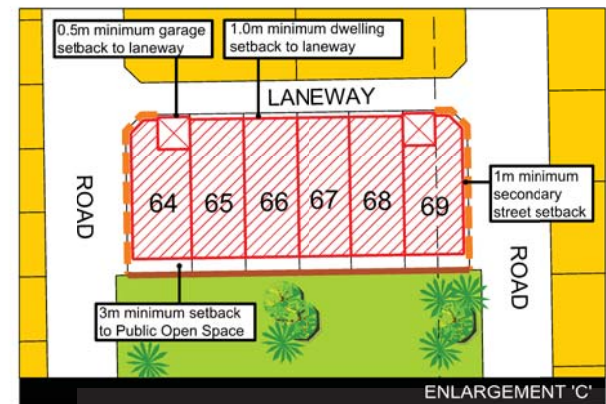 0.5m minimum garage
setback to laneway
1.0m minimum dwelling
setback to laneway
LANEWAY
ROAD
64 65 66 67 68 69
1m minimum
secondary
street setback
ROAD
3m minimum setback
to Public Open Space
ENLARGEMENT 'C'